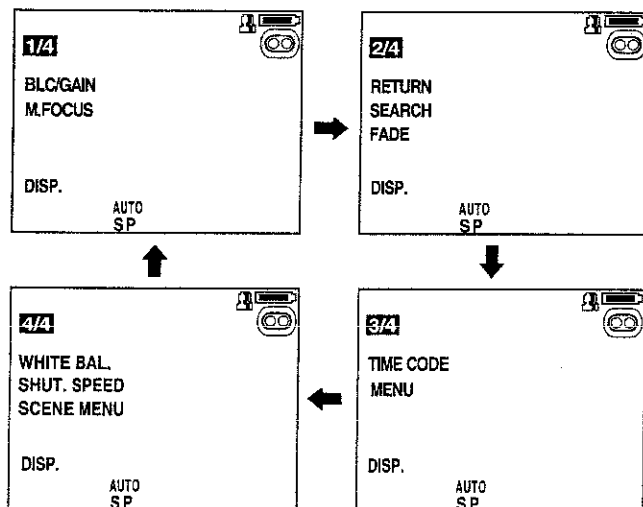 1/4
BLC/GAIN
M.FOCUS
DISP.
AUTO
SP
2/4
RETURN
SEARCH
FADE
DISP.
AUTO
SP
3/4
TIME CODE
MENU
DISP.
AUTO
SP
4/4
WHITE BAL.
SHUT. SPEED
SCENE MENU
DISP.
AUTO
SP